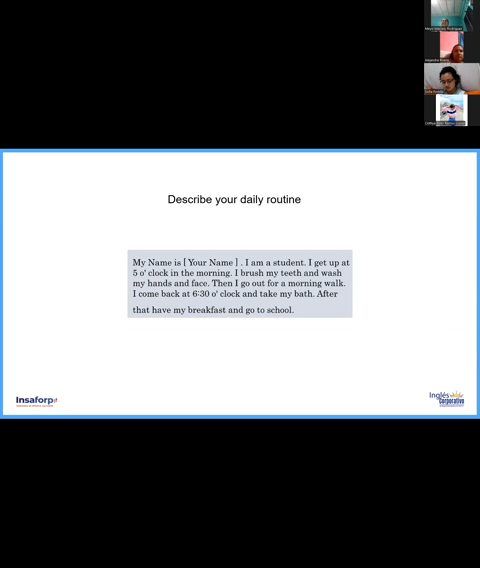 Describe your daily routine
My Name is [ Your Name ] . I am a student. I get up at
5 o' clock in the morning. I brush my teeth and wash
my hands and face. Then I go out for a morning walk.
I come back at 6:30 o' clock and take my bath. After
that have my breakfast and go to school.
Insaforp
Inglés
Corporativo